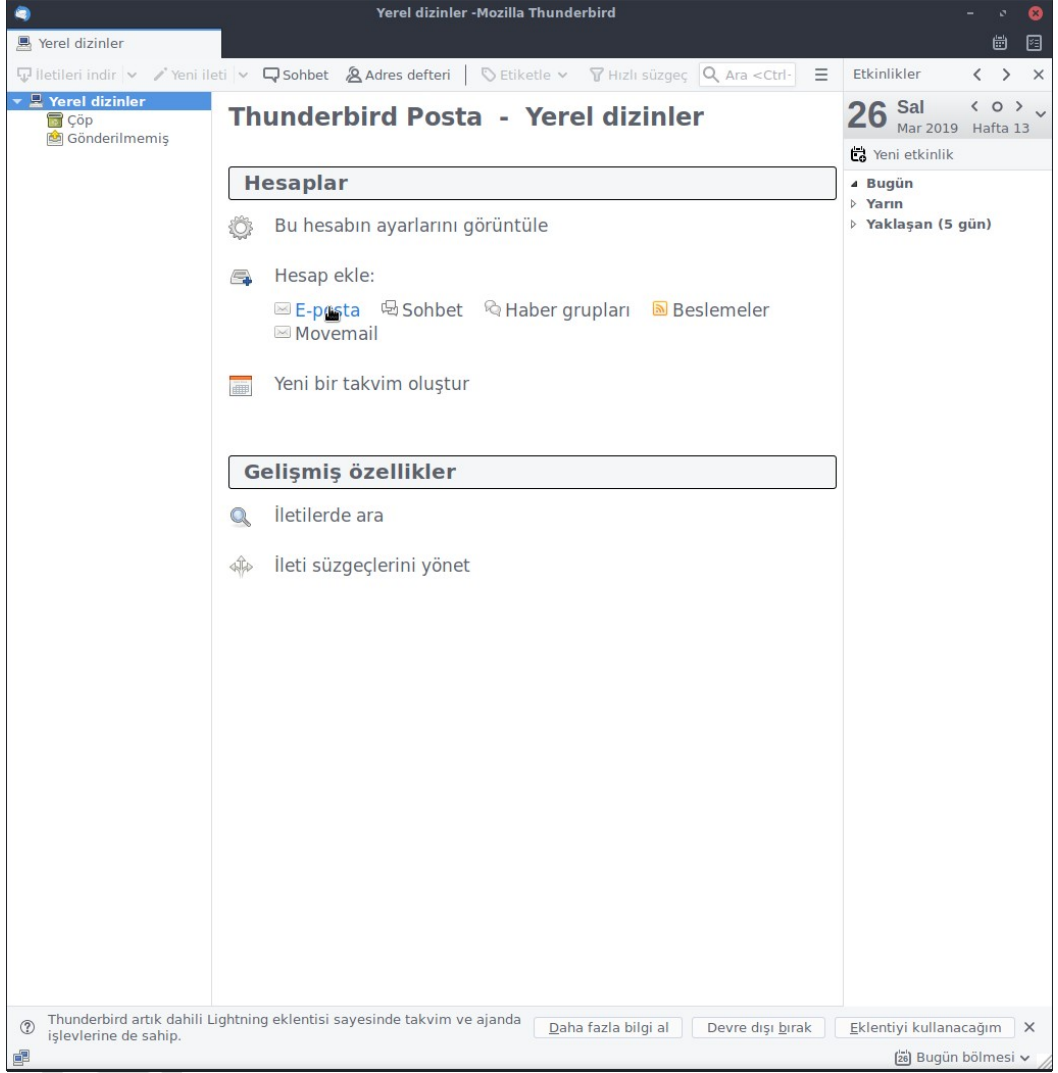 Yerel dizinler -Mozilla Thunderbird
Yerel dizinler
İletileri indir
Yeni ileti
Sohbet
Adres defteri
Etiketle
Hızlı süzgeç
Ara <Ctrl-
Etkinlikler
Yerel dizinler
Çöp
Gönderilmemiş
Thunderbird Posta - Yerel dizinler
Hesaplar
Bu hesabın ayarlarını görüntüle
Hesap ekle:
E-posta Sohbet Haber grupları Beslemeler
Movemail
Yeni bir takvim oluştur
Gelişmiş özellikler
İletilerde ara
İleti süzgeçlerini yönet
26 Sal
Mar 2019 Hafta 13
Yeni etkinlik
Bugün
Yarın
Yaklaşan (5 gün)
Thunderbird artık dahili Lightning eklentisi sayesinde takvim ve ajanda
işlevlerine de sahip.
Daha fazla bilgi al
Devre dışı bırak
Eklentiyi kullanacağım
26 Bugün bölmesi